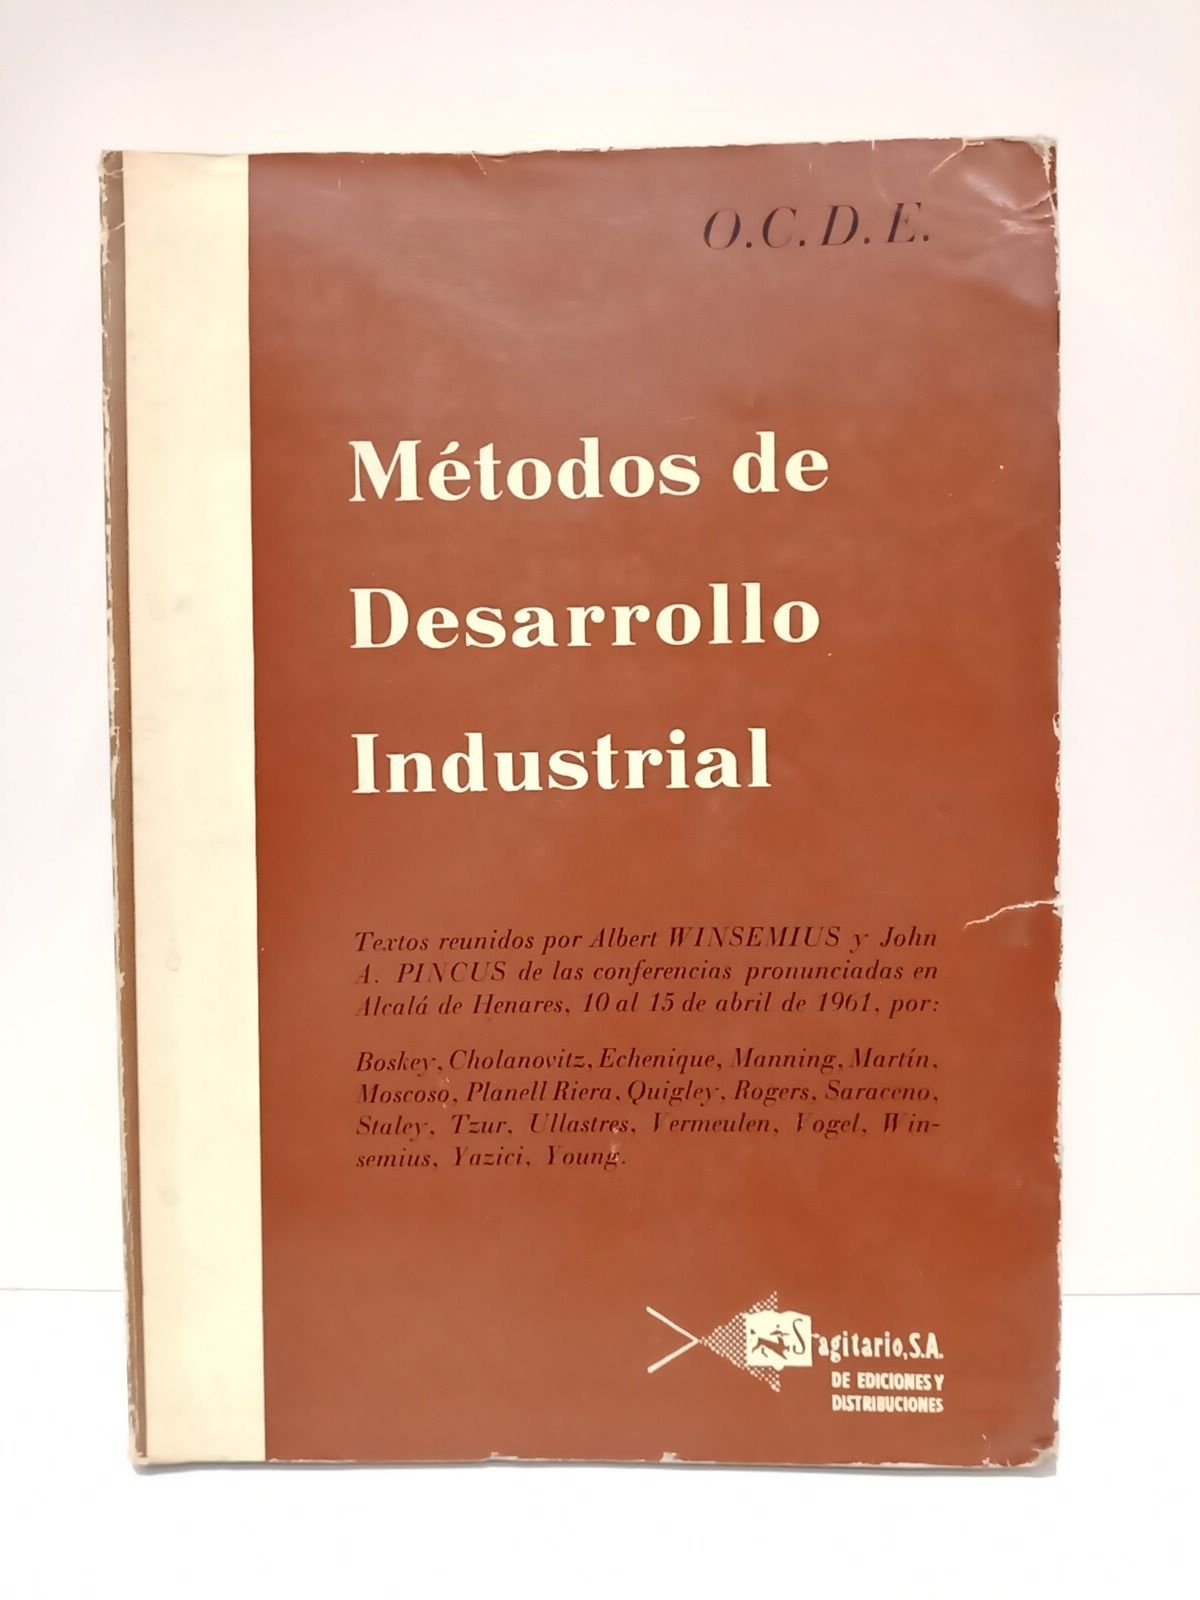 O.C.D.E.
Métodos de
Desarrollo
Industrial
Textos reunidos por Albert WINSEMIUS y John
A. PINCUS de las conferencias pronunciadas en
Alcalá de Henares, 10 al 15 de abril de 1961, por:
Boskey, Cholanovitz, Echenique, Manning, Martín,
Moscoso, Planell Riera, Quigley, Rogers, Saraceno,
Staley, Tzur, Ullastres, Vermeulen, Vogel, Win-
semius, Yazici, Young.
Sagitario, S.A.
DE EDICIONES Y
DISTRIBUCIONES